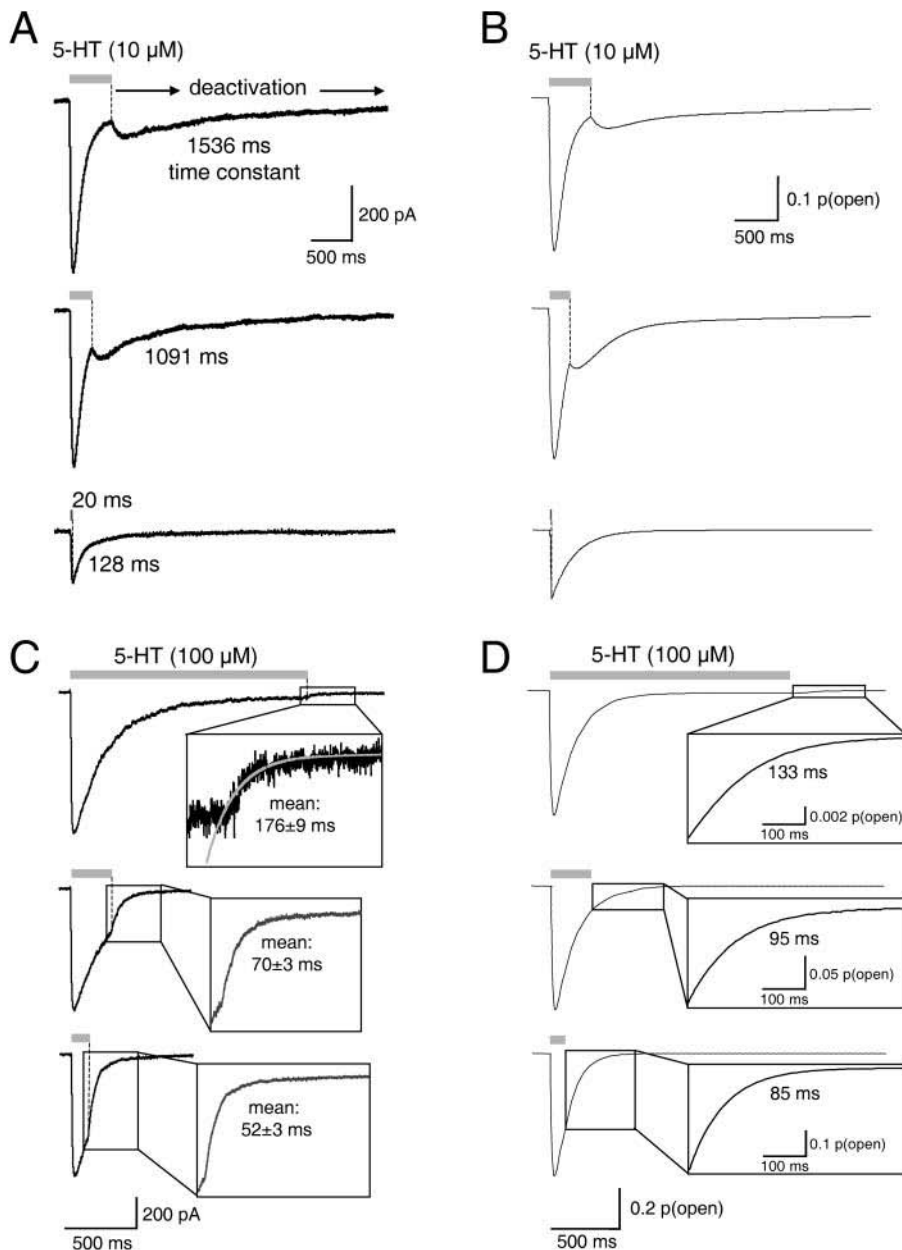 A
5-HT (10 µM)
deactivation
1536 ms
time constant
200 pA
500 ms
1091 ms
20 ms
128 ms
B
5-HT (10 µM)
0.1 p(open)
500 ms
C
5-HT (100 µM)
mean:
176±9 ms
mean:
70±3 ms
mean:
52±3 ms
200 pA
500 ms
D
5-HT (100 µM)
133 ms
0.002 p(open)
100 ms
95 ms
0.05 p(open)
100 ms
85 ms
0.1 p(open)
100 ms
0.2 p(open)
500 ms